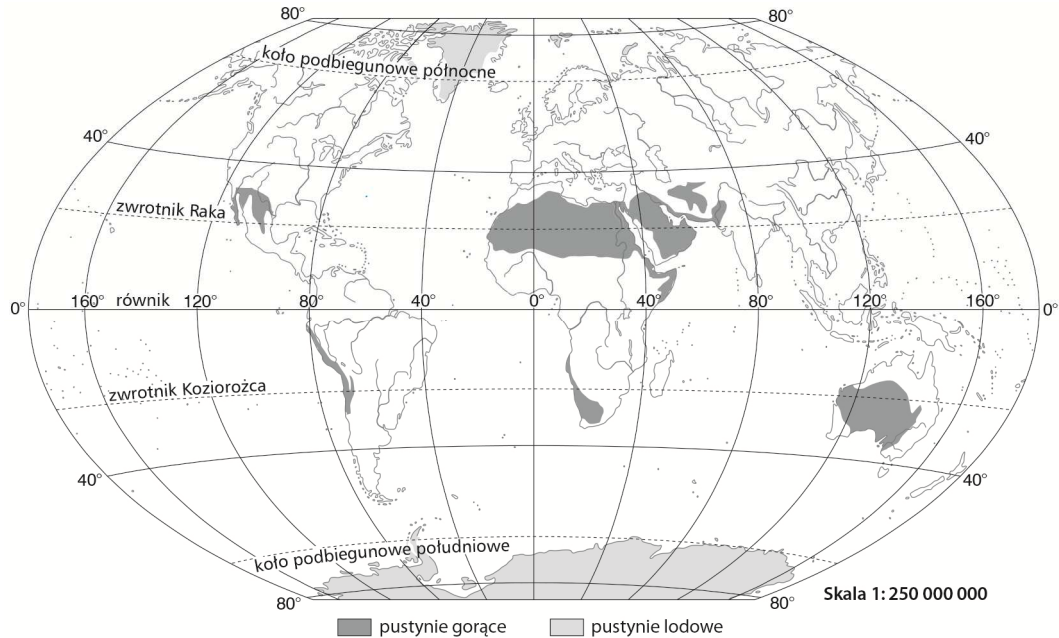 80° 80°
koło podbiegunowe północne
40° 40°
zwrotnik Raka
0° 160° równik 120° 80° 40° 0° 40° 80° 120° 160° 0°
zwrotnik Koziorożca
40° 40°
koło podbiegunowe południowe
80° 80° Skala 1: 250 000 000
pustynie gorące pustynie lodowe